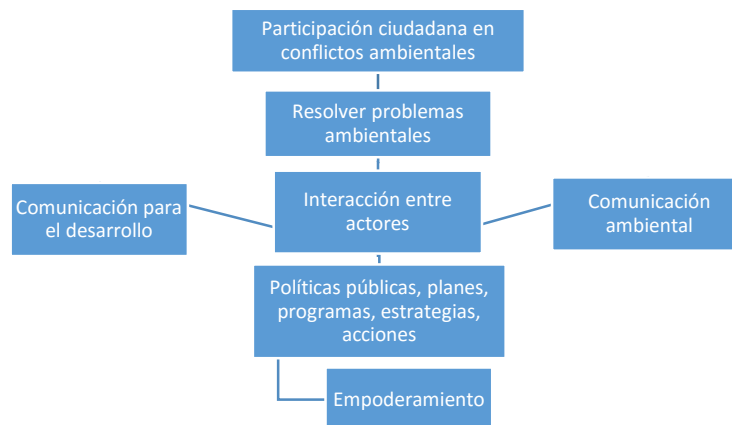 Participación ciudadana en
conflictos ambientales
Resolver problemas
ambientales
Comunicación para
el desarrollo
Interacción entre
actores
Comunicación
ambiental
Políticas públicas, planes,
programas, estrategias,
acciones
Empoderamiento